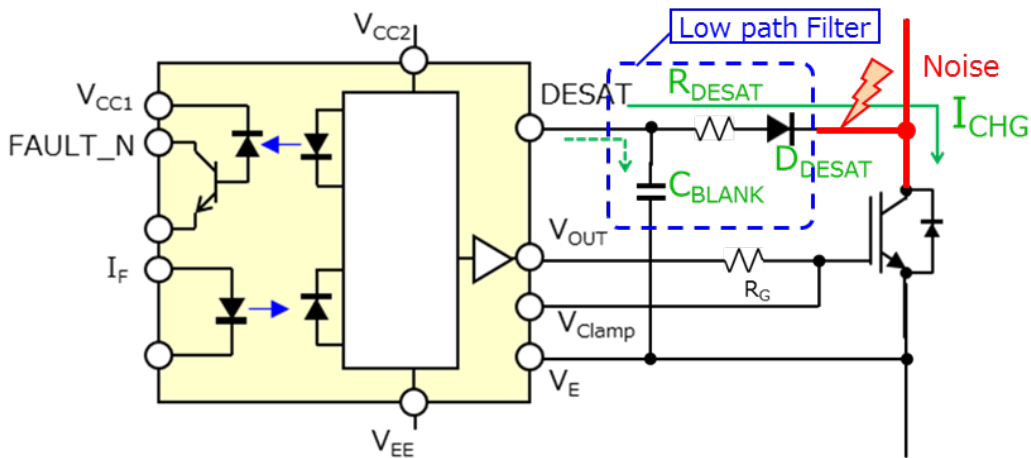 Low path Filter
VCC2
Noise
VCC1
DESAT
RDESAT
ICHG
FAULT_N
DDESAT
CBLANK
VOUT
IF
RG
VClamp
VE
VEE